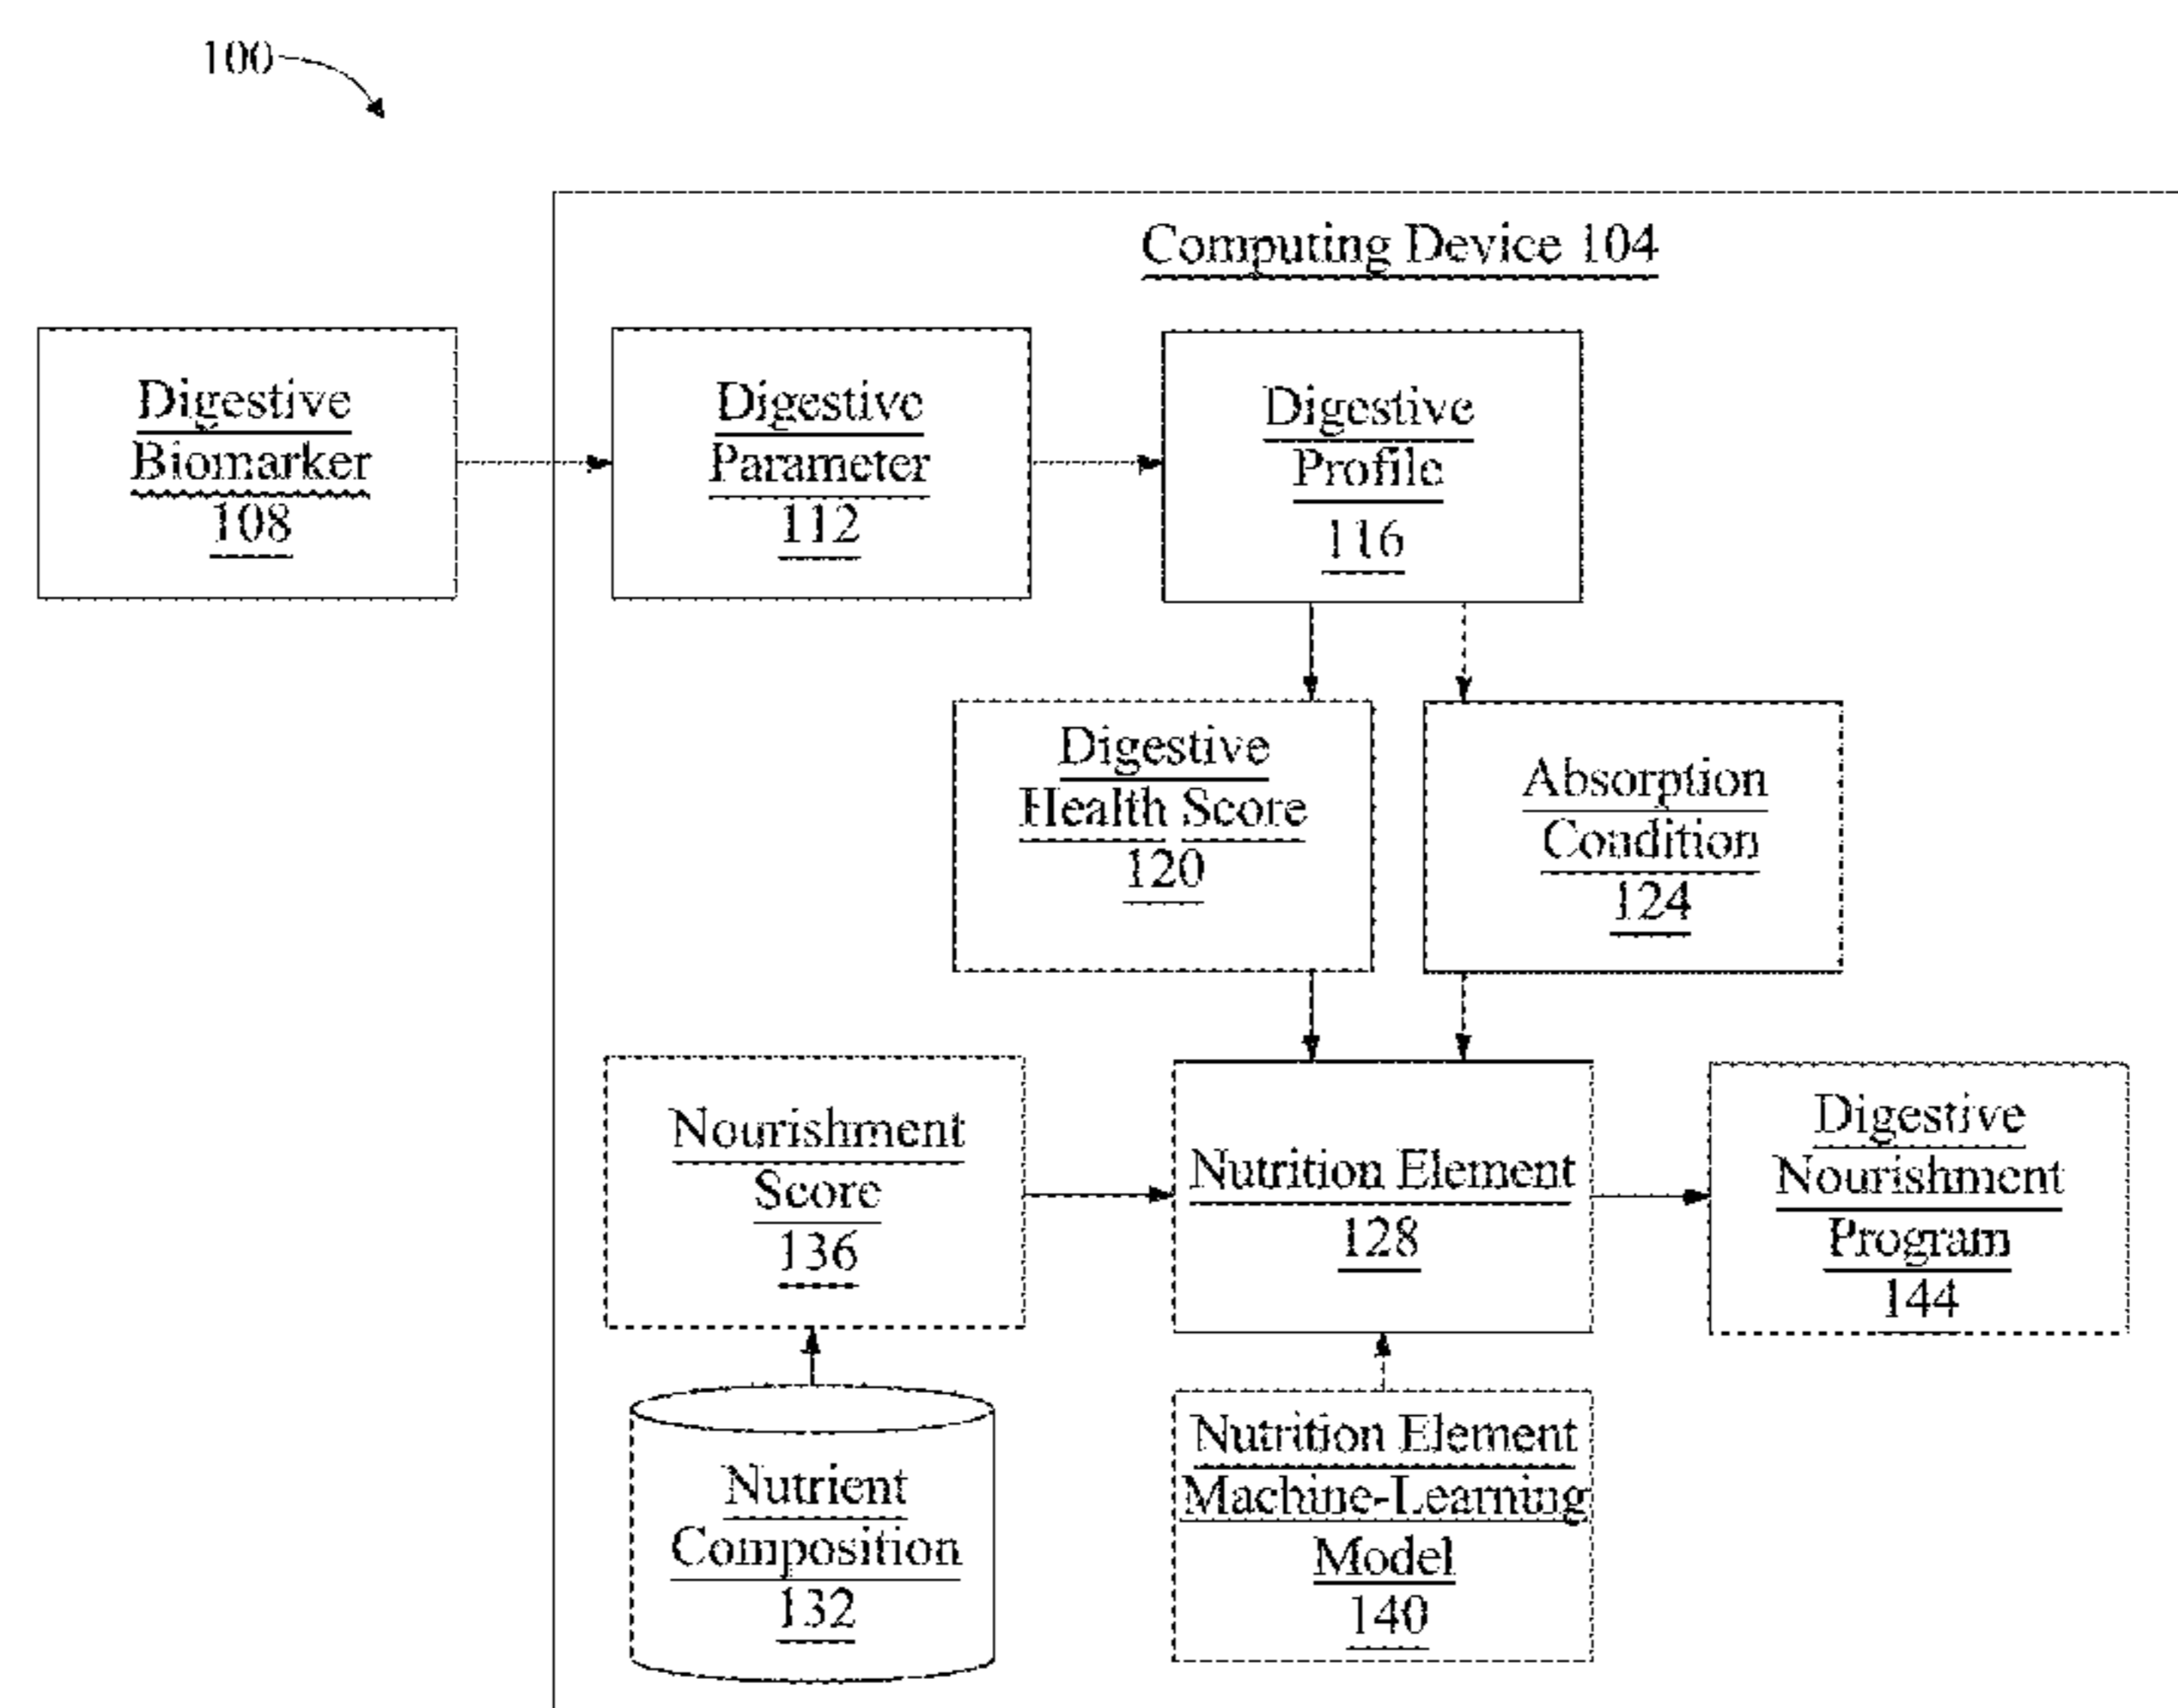 100
Computing Device 104
Digestive
Biomarker
108
Digestive
Parameter
112
Digestive
Profile
116
Digestive
Health Score
120
Absorption
Condition
124
Nourishment
Score
136
Nutrition Element
128
Digestive
Nourishment
Program
144
Nutrient
Composition
132
Nutrition Element
Machine-Learning
Model
140